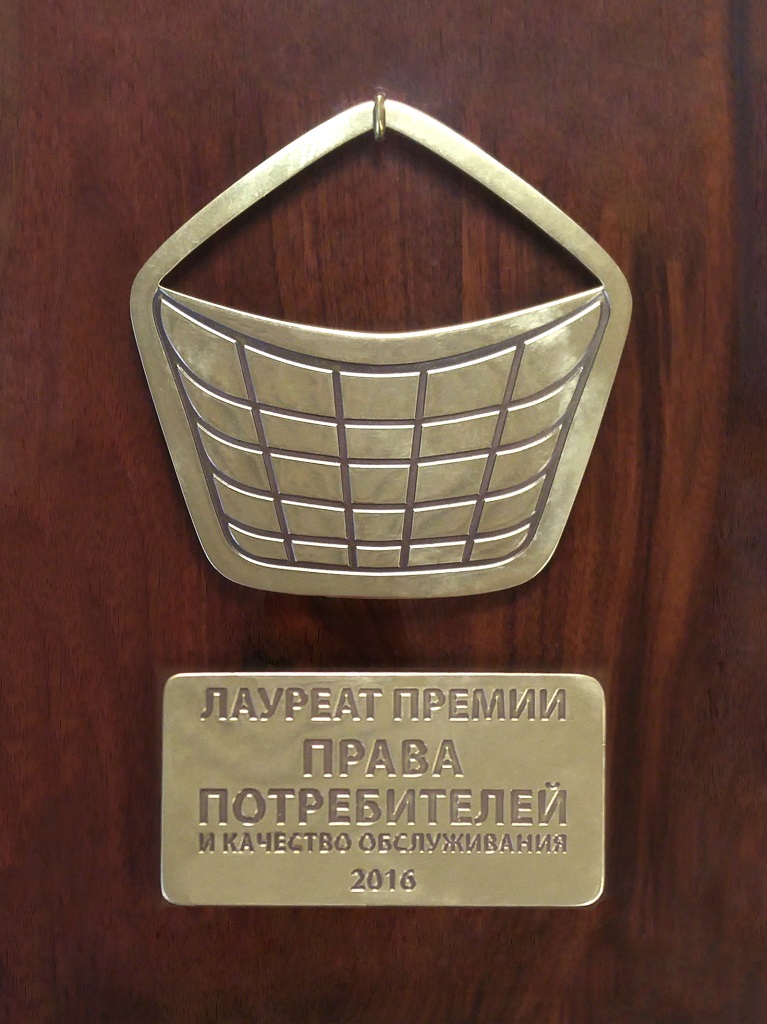 ЛАУРЕАТ ПРЕМИИ
ПРАВА
ПОТРЕБИТЕЛЕЙ
И КАЧЕСТВО ОБСЛУЖИВАНИЯ
2016